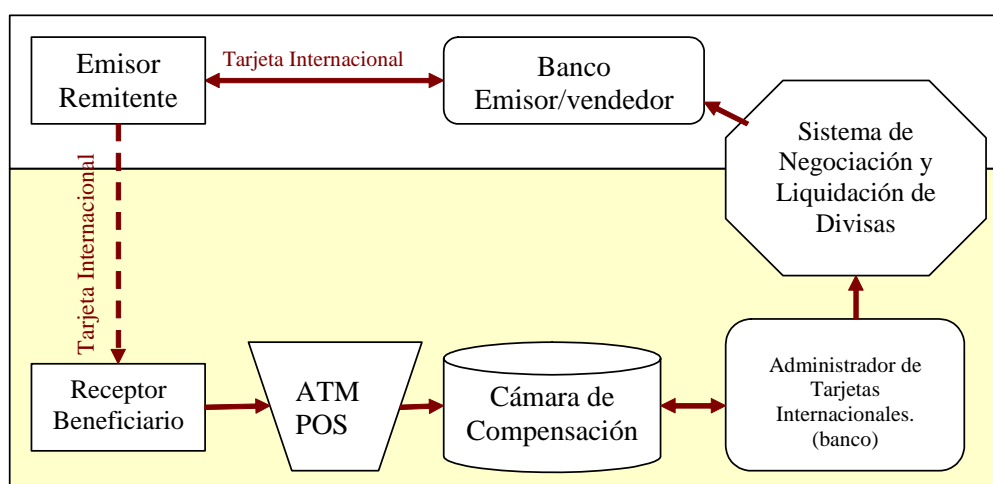 Emisor
Remitente
Tarjeta Internacional
Banco
Emisor/vendedor
Sistema de
Negociación y
Liquidación de
Divisas
Tarjeta Internacional
Receptor
Beneficiario
ATM
POS
Cámara de
Compensación
Administrador de
Tarjetas
Internacionales.
(banco)